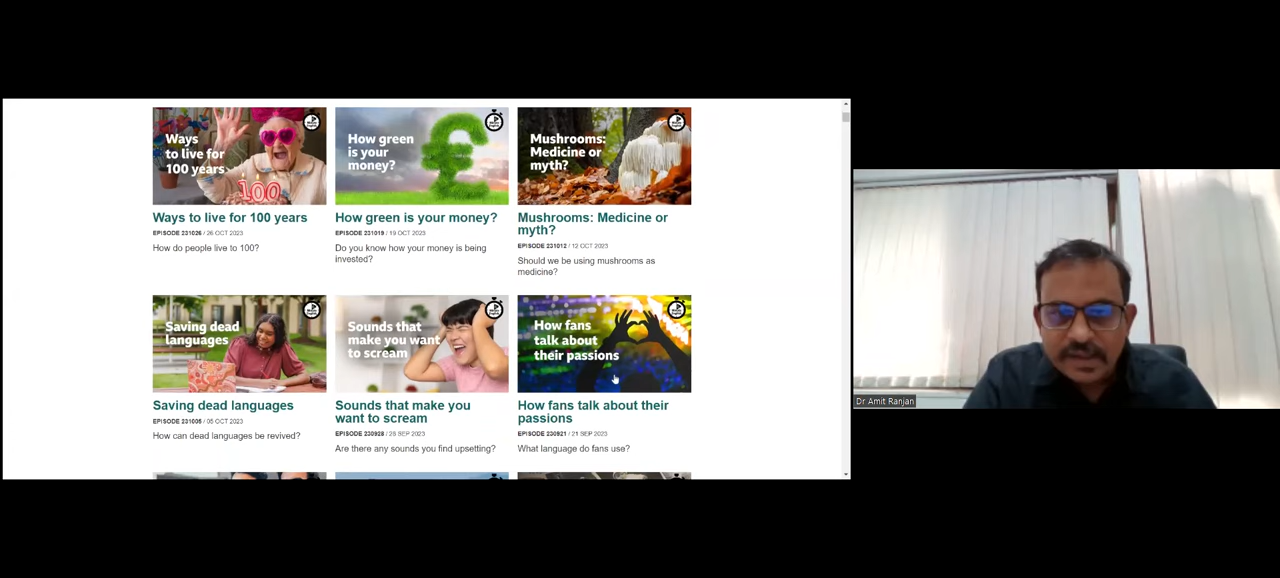 Ways
to live for
100 years
100
How green
is your
money?
Mushrooms:
Medicine or
myth?
Ways to live for 100 years
EPISODE 231026 / 26 OCT 2023
How do people live to 100?
How green is your money?
EPISODE 231019 / 19 OCT 2023
Do you know how your money is being
invested?
Mushrooms: Medicine or
myth?
EPISODE 231012 / 12 OCT 2023
Should we be using mushrooms as
medicine?
Saving dead
languages
Sounds that
make you want
to scream
How fans
talk about
their passions
Saving dead languages
EPISODE 231005 / 05 OCT 2023
How can dead languages be revived?
Sounds that make you
want to scream
EPISODE 230928 / 28 SEP 2023
Are there any sounds you find upsetting?
How fans talk about their
passions
EPISODE 230921 / 21 SEP 2023
What language do fans use?
Dr Amit Ranjan